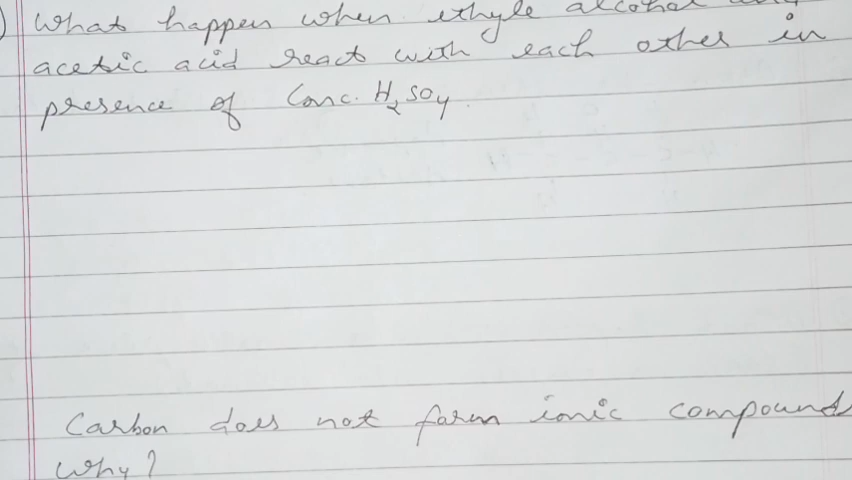 ) What happen when ethyle alcohol
acetic acid react with each other in
presence of Conc. H₂SO₄.
Carbon does not form ionic compounds
Why?